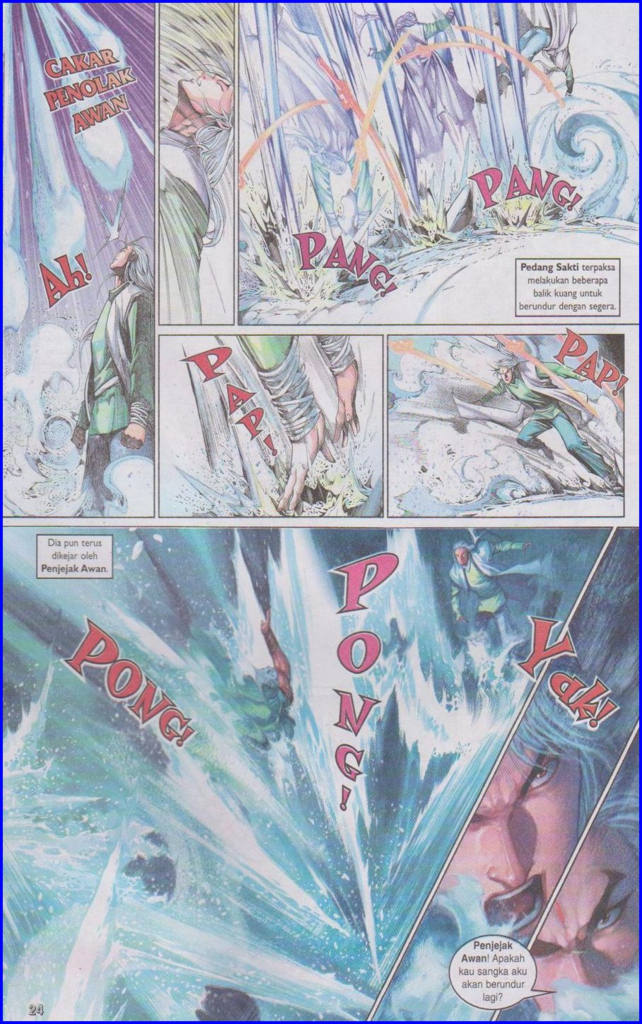 CAKAR
PENOLAK
AWAN
Ah!
PANG!
PANG!
Pedang Sakti terpaksa
melakukan beberapa
balik kuang untuk
berundur dengan segera.
PAP!
PAP!
Dia pun terus
dikejar oleh
Penjejak Awan.
PONG!
PONG!
Yak!
Penjejak
Awan! Apakah
kau sangka aku
akan berundur
lagi?
24